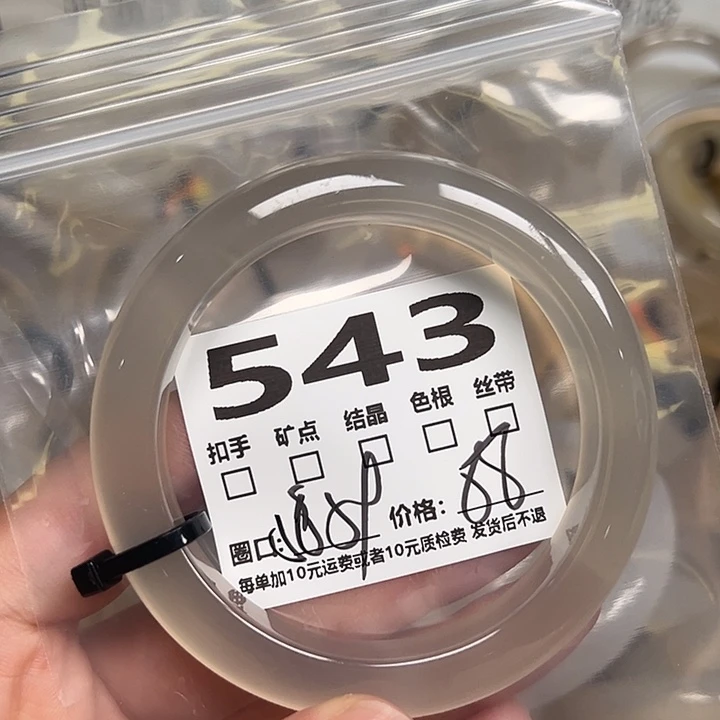 543
扣手 矿点 结晶 色根 丝带
圈口: 价格: 88
每单加10元运费或者10元质检费 发货后不退